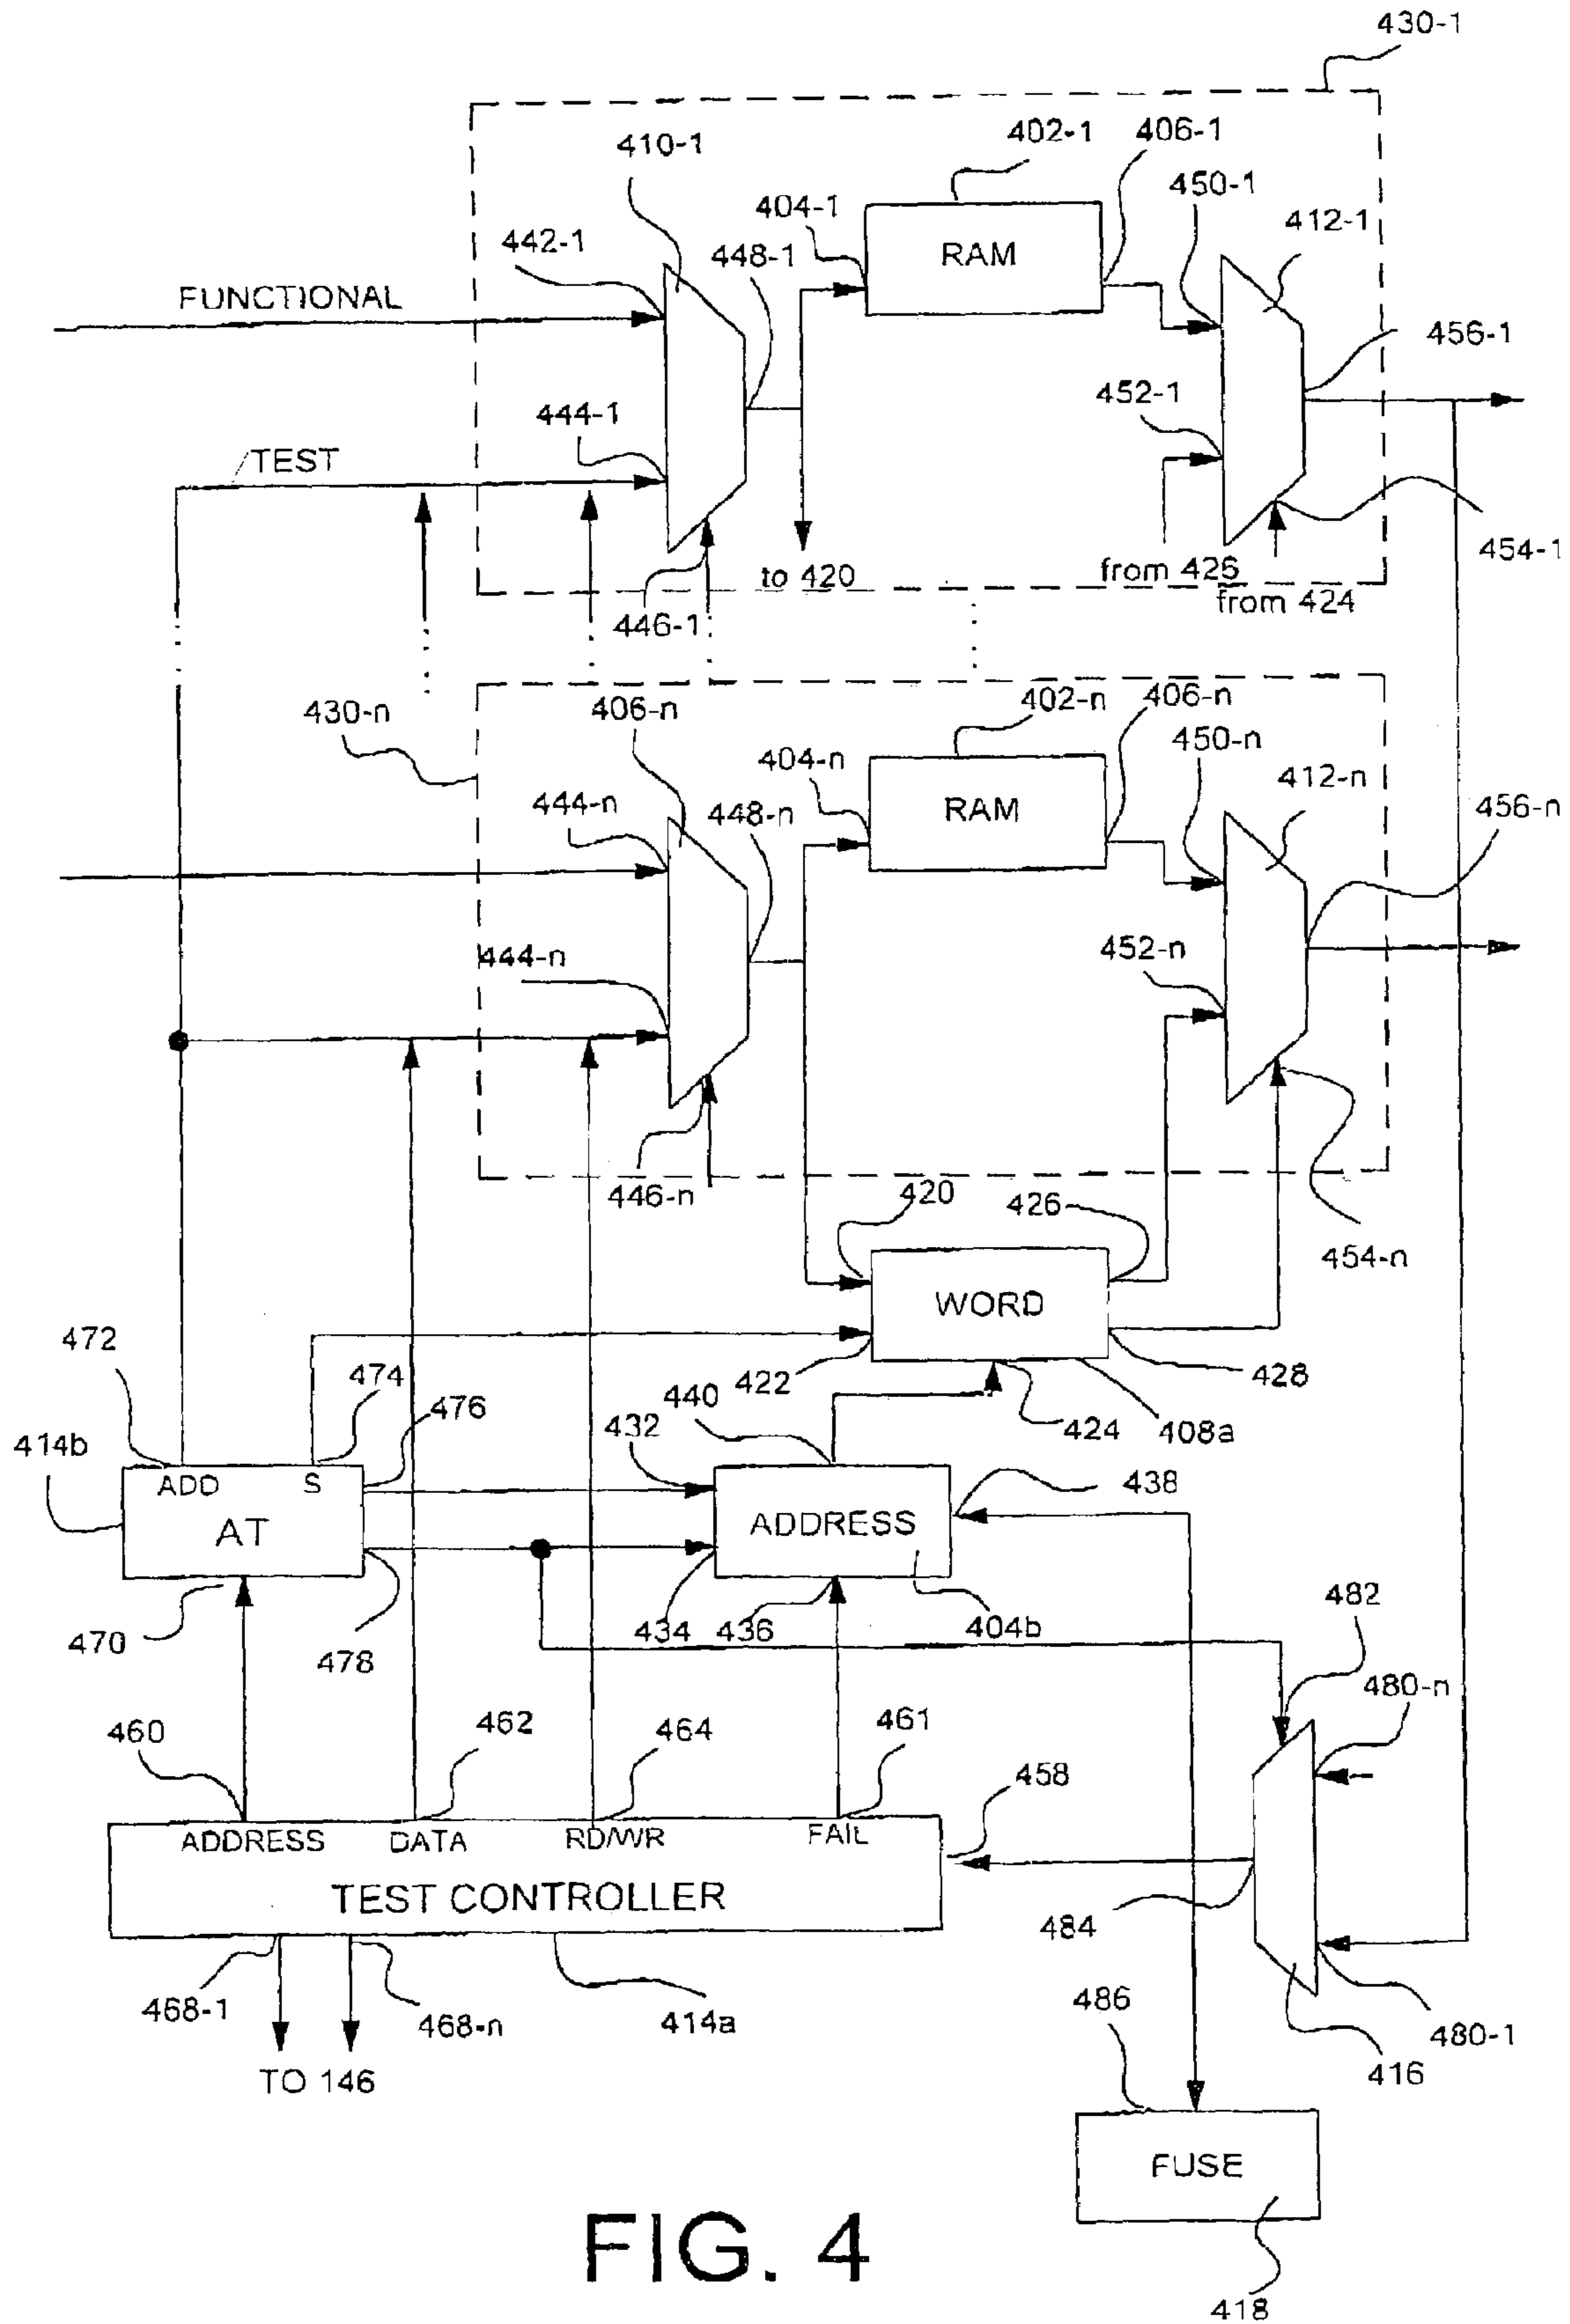 430-1
402-1 406-1
410-1
450-1
404-1
412-1
442-1 448-1
RAM
FUNCTIONAL
456-1
452-1
444-1
TEST
454-1
to 420 from 426
from 424
446-1
430-n 406-n 402-n 406-n
450-n
404-n
412-n
444-n 448-n
RAM
456-n
452-n
444-n
446-n
420 426
454-n
WORD
472
474
422 428
440
476
432 424 408a
414b
438
ADD S
AT
ADDRESS
482
434 436 404b
470
478
480-n
460 462 464 461
458
ADDRESS DATA RD/WR FAIL
TEST CONTROLLER
484
486
468-1 468-n 414a
480-1
416
TO 146
FUSE
FIG. 4
418